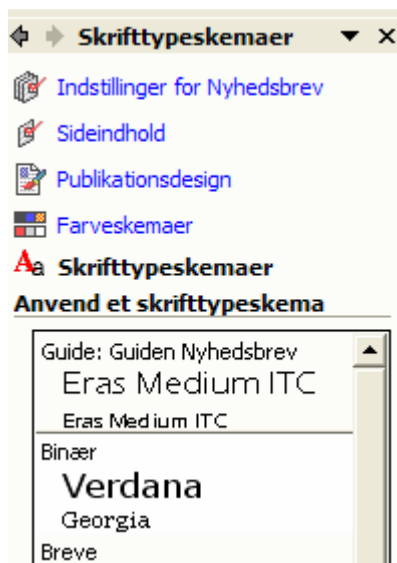 Skrifttypeskemaer
Indstillinger for Nyhedsbrev
Sideindhold
Publikationsdesign
Farveskemaer
Aa Skrifttypeskemaer
Anvend et skrifttypeskema
Guide: Guiden Nyhedsbrev
Eras Medium ITC
Eras Medium ITC
Binær
Verdana
Georgia
Breve